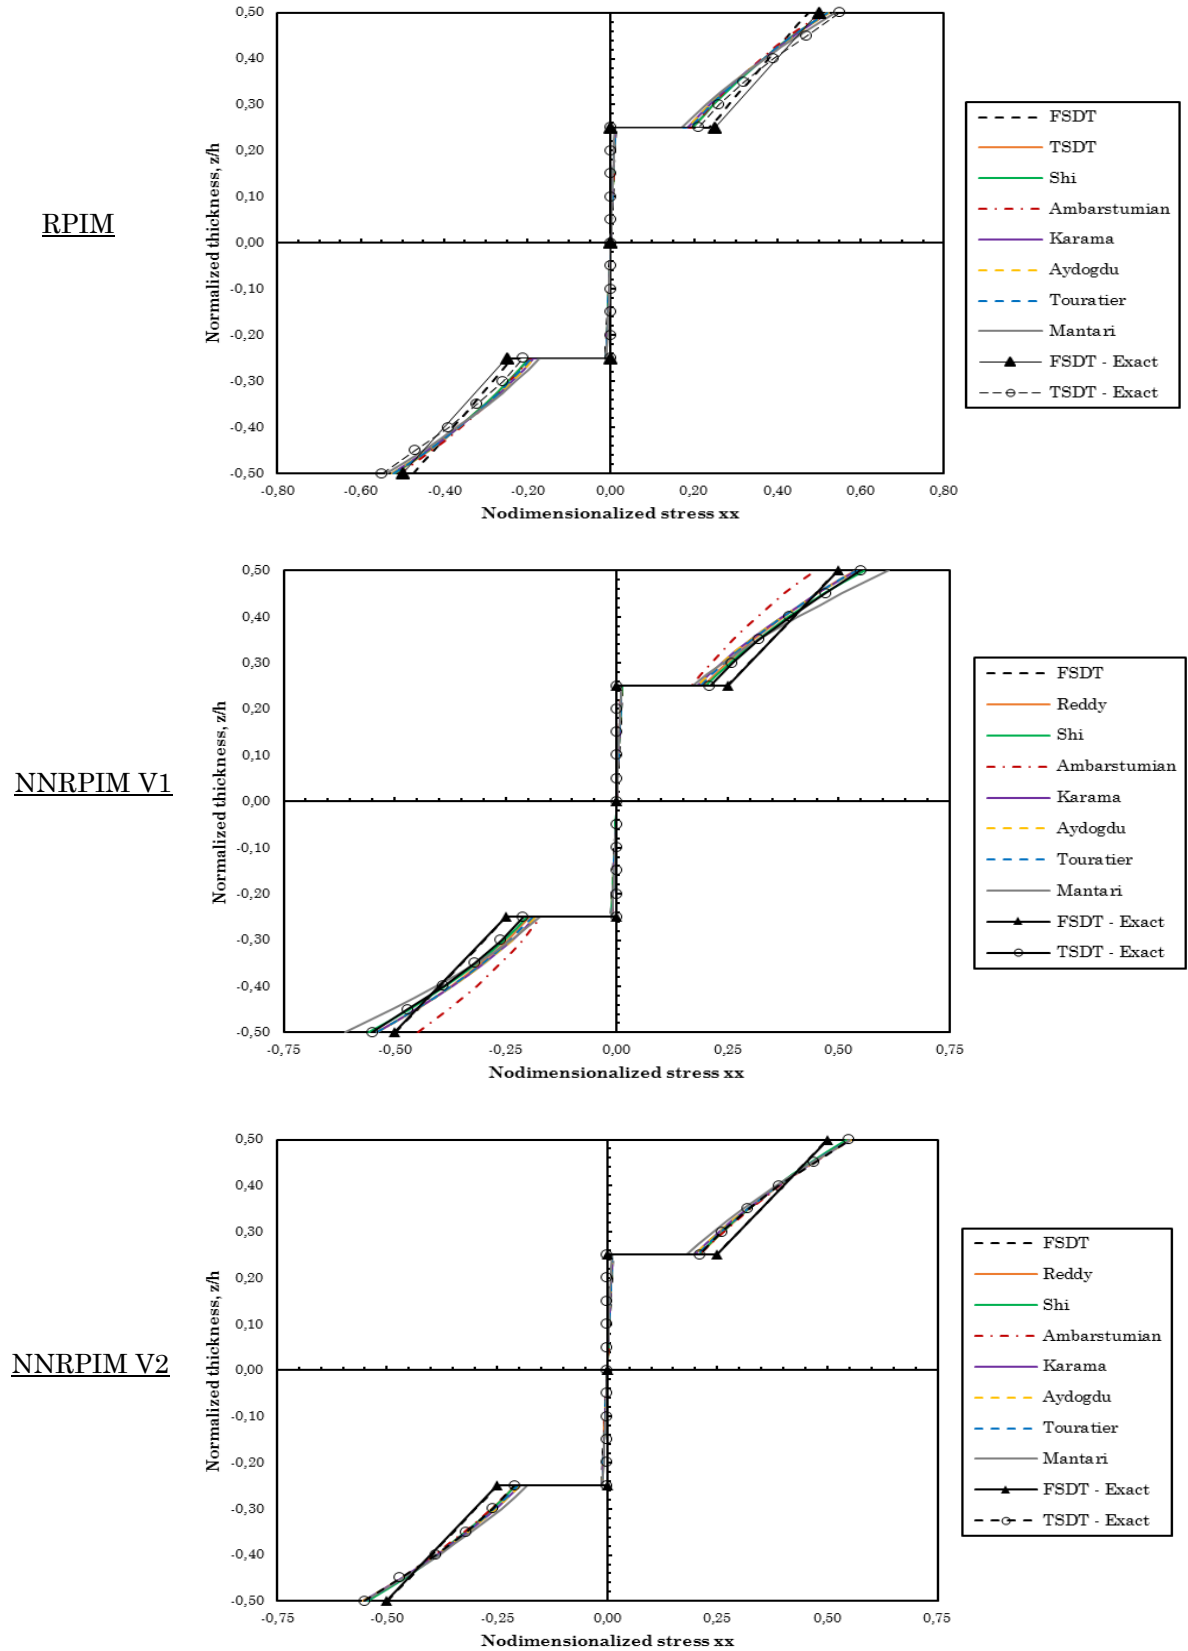 RPIM
Normalized thickness, z/h
0,50
0,40
0,30
0,20
0,10
0,00
-0,10
-0,20
-0,30
-0,40
-0,50
-0,80 -0,60 -0,40 -0,20 0,00 0,20 0,40 0,60 0,80
Nodimensionalized stress xx
FSDT
TSDT
Shi
Ambarstumian
Karama
Aydogdu
Touratier
Mantari
FSDT - Exact
TSDT - Exact
NNRPIM V1
Normalized thickness, z/h
0,50
0,40
0,30
0,20
0,10
0,00
-0,10
-0,20
-0,30
-0,40
-0,50
-0,75 -0,50 -0,25 0,00 0,25 0,50 0,75
Nodimensionalized stress xx
FSDT
Reddy
Shi
Ambarstumian
Karama
Aydogdu
Touratier
Mantari
FSDT - Exact
TSDT - Exact
NNRPIM V2
Normalized thickness, z/h
0,50
0,40
0,30
0,20
0,10
0,00
-0,10
-0,20
-0,30
-0,40
-0,50
-0,75 -0,50 -0,25 0,00 0,25 0,50 0,75
Nodimensionalized stress xx
FSDT
Reddy
Shi
Ambarstumian
Karama
Aydogdu
Touratier
Mantari
FSDT - Exact
TSDT - Exact